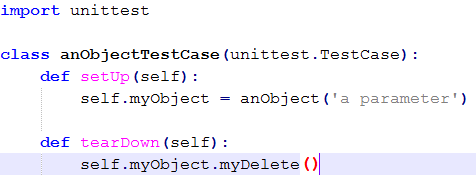 import unittest
class anObjectTestCase(unittest.TestCase):
    def setUp(self):
        self.myObject = anObject('a parameter')
    def tearDown(self):
        self.myObject.myDelete()